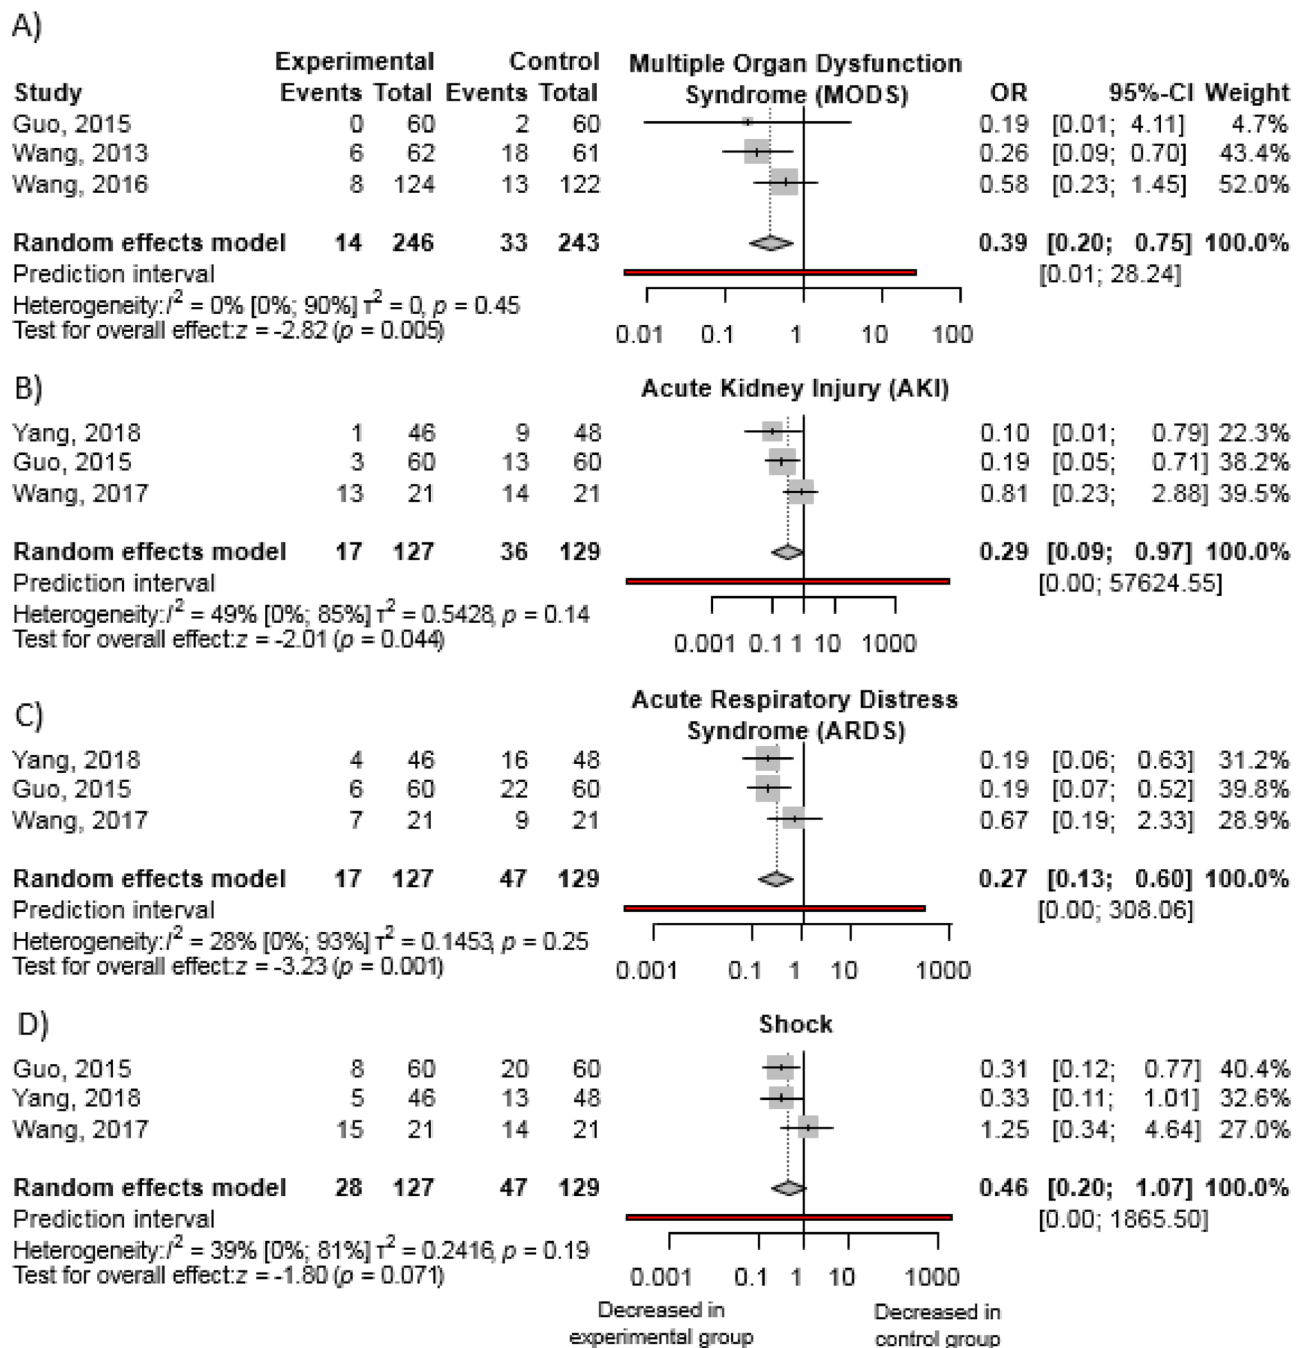 A)
Experimental Control Multiple Organ Dysfunction
Study Events Total Events Total Syndrome (MODS) OR 95%-CI Weight
Guo, 2015 0 60 2 60 0.19 [0.01; 4.11] 4.7%
Wang, 2013 6 62 18 61 0.26 [0.09; 0.70] 43.4%
Wang, 2016 8 124 13 122 0.58 [0.23; 1.45] 52.0%
Random effects model 14 246 33 243 0.39 [0.20; 0.75] 100.0%
Prediction interval [0.01; 28.24]
Heterogeneity: I² = 0% [0%; 90%] τ² = 0, p = 0.45
Test for overall effect: z = -2.82 (p = 0.005)
0.01 0.1 1 10 100
B) Acute Kidney Injury (AKI)
Yang, 2018 1 46 9 48 0.10 [0.01; 0.79] 22.3%
Guo, 2015 3 60 13 60 0.19 [0.05; 0.71] 38.2%
Wang, 2017 13 21 14 21 0.81 [0.23; 2.88] 39.5%
Random effects model 17 127 36 129 0.29 [0.09; 0.97] 100.0%
Prediction interval [0.00; 57624.55]
Heterogeneity: I² = 49% [0%; 85%] τ² = 0.5428, p = 0.14
Test for overall effect: z = -2.01 (p = 0.044)
0.001 0.1 1 10 1000
C) Acute Respiratory Distress
Syndrome (ARDS)
Yang, 2018 4 46 16 48 0.19 [0.06; 0.63] 31.2%
Guo, 2015 6 60 22 60 0.19 [0.07; 0.52] 39.8%
Wang, 2017 7 21 9 21 0.67 [0.19; 2.33] 28.9%
Random effects model 17 127 47 129 0.27 [0.13; 0.60] 100.0%
Prediction interval [0.00; 308.06]
Heterogeneity: I² = 28% [0%; 93%] τ² = 0.1453, p = 0.25
Test for overall effect: z = -3.23 (p = 0.001)
0.001 0.1 1 10 1000
D) Shock
Guo, 2015 8 60 20 60 0.31 [0.12; 0.77] 40.4%
Yang, 2018 5 46 13 48 0.33 [0.11; 1.01] 32.6%
Wang, 2017 15 21 14 21 1.25 [0.34; 4.64] 27.0%
Random effects model 28 127 47 129 0.46 [0.20; 1.07] 100.0%
Prediction interval [0.00; 1865.50]
Heterogeneity: I² = 39% [0%; 81%] τ² = 0.2416, p = 0.19
Test for overall effect: z = -1.80 (p = 0.071)
0.001 0.1 1 10 1000
Decreased in Decreased in
experimental group control group